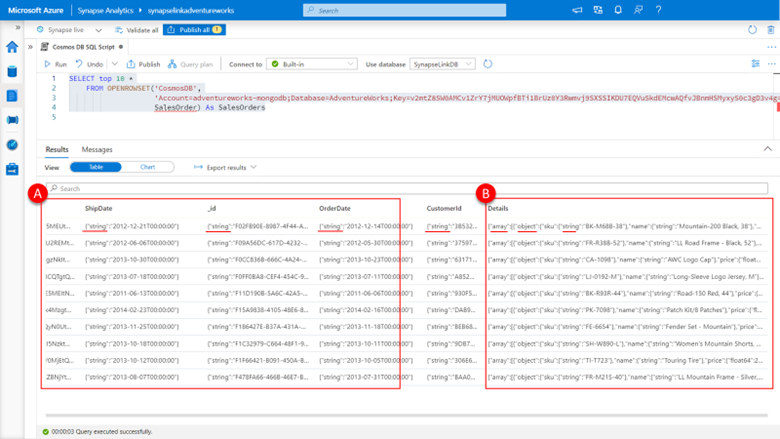 Microsoft Azure Synapse Analytics synapselinkadventureworks Search
Synapse live Validate all Publish all 1
Cosmos DB SQL Script
Run Undo Publish Query plan Connect to Built-in Use database SynapseLinkDB
1 SELECT top 10 *
2 FROM OPENROWSET('CosmosDB',
3 'Account=adventureworks-mongodb;Database=AdventureWorks;
4 SalesOrder) As SalesOrders
5
Results Messages
View Table Chart Export results
A B
Search
ShipDate _id OrderDate CustomerId Details
{"string":"2012-12-21T00:00:00"} {"string":"F02FB90E-8987-4F44-A... {"string":"2012-12-14T00:00:00"} {"string":"38532... {"array":[{"object":{"sku":{"string":"BK-M68B-38"},"name":{"string":"Mountain-200 Black, 38"},"...
{"string":"2012-06-06T00:00:00"} {"string":"F09A56DC-617D-4232-... {"string":"2012-05-30T00:00:00"} {"string":"37597... {"array":[{"object":{"sku":{"string":"FR-R38B-52"},"name":{"string":"LL Road Frame - Black, 52"}...
{"string":"2013-10-30T00:00:00"} {"string":"F0CC836B-666C-4A24-... {"string":"2013-10-23T00:00:00"} {"string":"63171... {"array":[{"object":{"sku":{"string":"CA-1098"},"name":{"string":"AWC Logo Cap"},"price":{"float...
{"string":"2013-07-18T00:00:00"} {"string":"F0FF0BA8-CEF4-454C-9... {"string":"2013-07-11T00:00:00"} {"string":"A852... {"array":[{"object":{"sku":{"string":"LJ-0192-M"},"name":{"string":"Long-Sleeve Logo Jersey, M"}...
{"string":"2011-06-13T00:00:00"} {"string":"F11D190B-5A6C-42A5-... {"string":"2011-06-06T00:00:00"} {"string":"930F5... {"array":[{"object":{"sku":{"string":"BK-R93R-44"},"name":{"string":"Road-150 Red, 44"},"price":{...
{"string":"2014-02-23T00:00:00"} {"string":"F15A9838-4105-48E6-8... {"string":"2014-02-16T00:00:00"} {"string":"DAB9... {"array":[{"object":{"sku":{"string":"PK-7098"},"name":{"string":"Patch Kit/8 Patches"},"price":{"fl...
{"string":"2013-11-25T00:00:00"} {"string":"F1B6427E-B37A-431A-... {"string":"2013-11-18T00:00:00"} {"string":"8EB68... {"array":[{"object":{"sku":{"string":"FE-6654"},"name":{"string":"Fender Set - Mountain"},"price":...
{"string":"2013-10-18T00:00:00"} {"string":"F1C32979-C664-48F1-9... {"string":"2013-10-11T00:00:00"} {"string":"9DB7... {"array":[{"object":{"sku":{"string":"SH-W890-L"},"name":{"string":"Women's Mountain Shorts, ...
{"string":"2013-10-12T00:00:00"} {"string":"F1F66421-B091-450A-8... {"string":"2013-10-05T00:00:00"} {"string":"306E6... {"array":[{"object":{"sku":{"string":"TI-T723"},"name":{"string":"Touring Tire"},"price":{"float64":2...
{"string":"2013-08-07T00:00:00"} {"string":"F478FA66-466B-46E7-B... {"string":"2013-07-31T00:00:00"} {"string":"BAA0... {"array":[{"object":{"sku":{"string":"FR-M21S-40"},"name":{"string":"LL Mountain Frame - Silver,...
00:00:03 Query executed successfully.